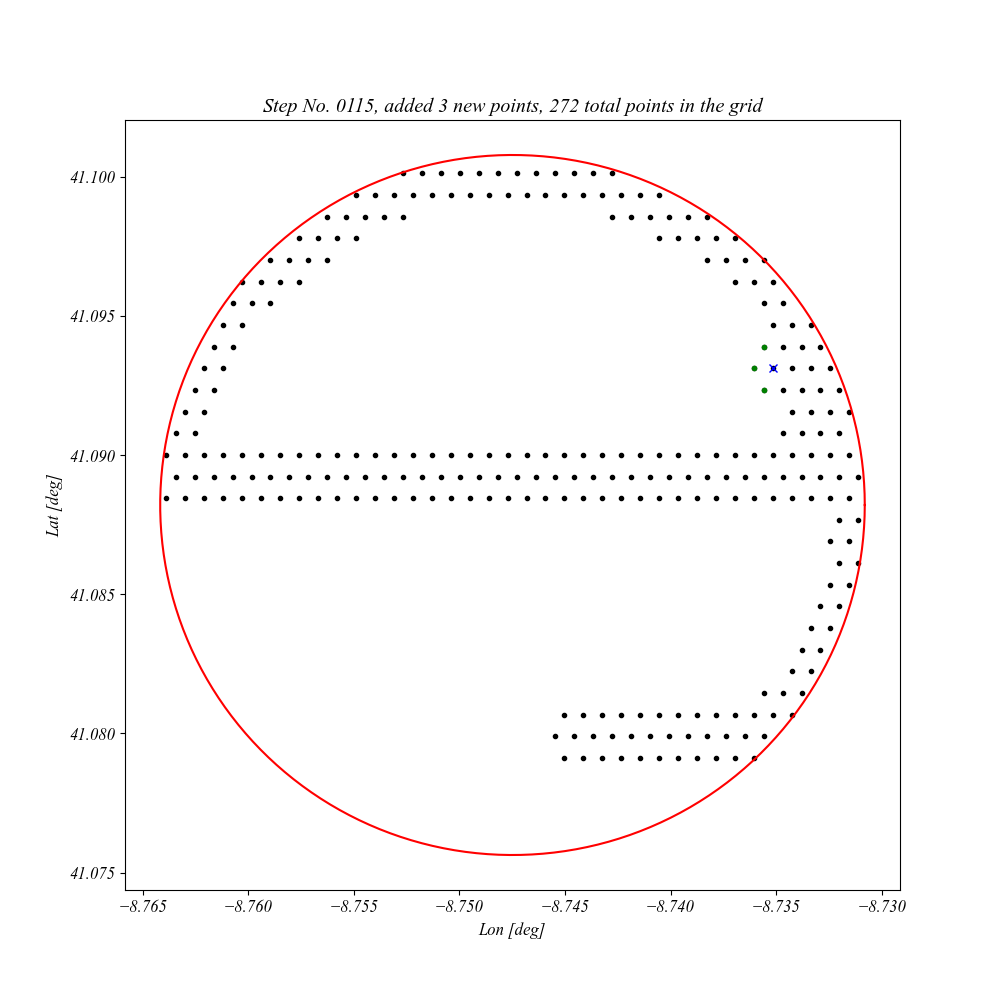 Step No. 0115, added 3 new points, 272 total points in the grid
41.100
41.095
41.090
41.085
41.080
41.075
Lat [deg]
−8.765 −8.760 −8.755 −8.750 −8.745 −8.740 −8.735 −8.730
Lon [deg]